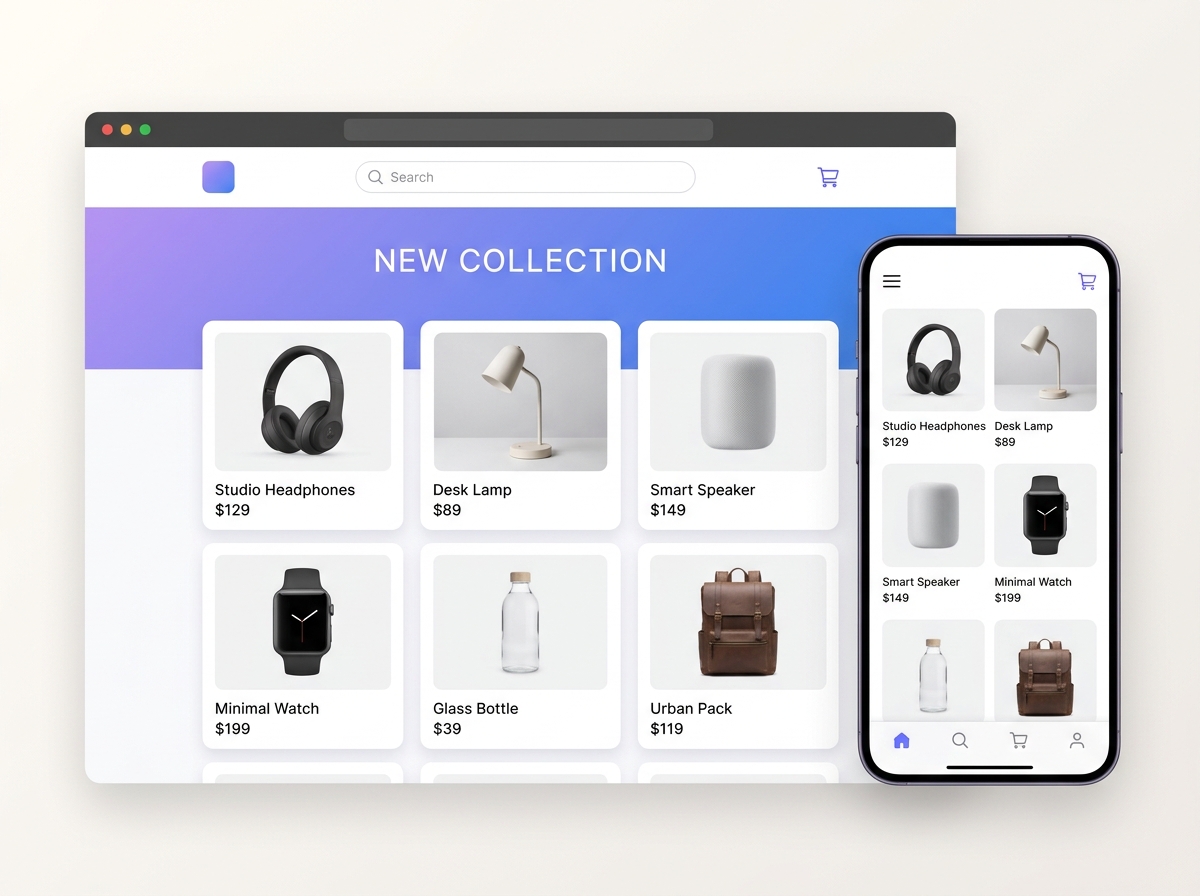 Search
NEW COLLECTION
Studio Headphones
$129
Desk Lamp
$89
Smart Speaker
$149
Minimal Watch
$199
Glass Bottle
$39
Urban Pack
$119
Studio Headphones
$129
Desk Lamp
$89
Smart Speaker
$149
Minimal Watch
$199